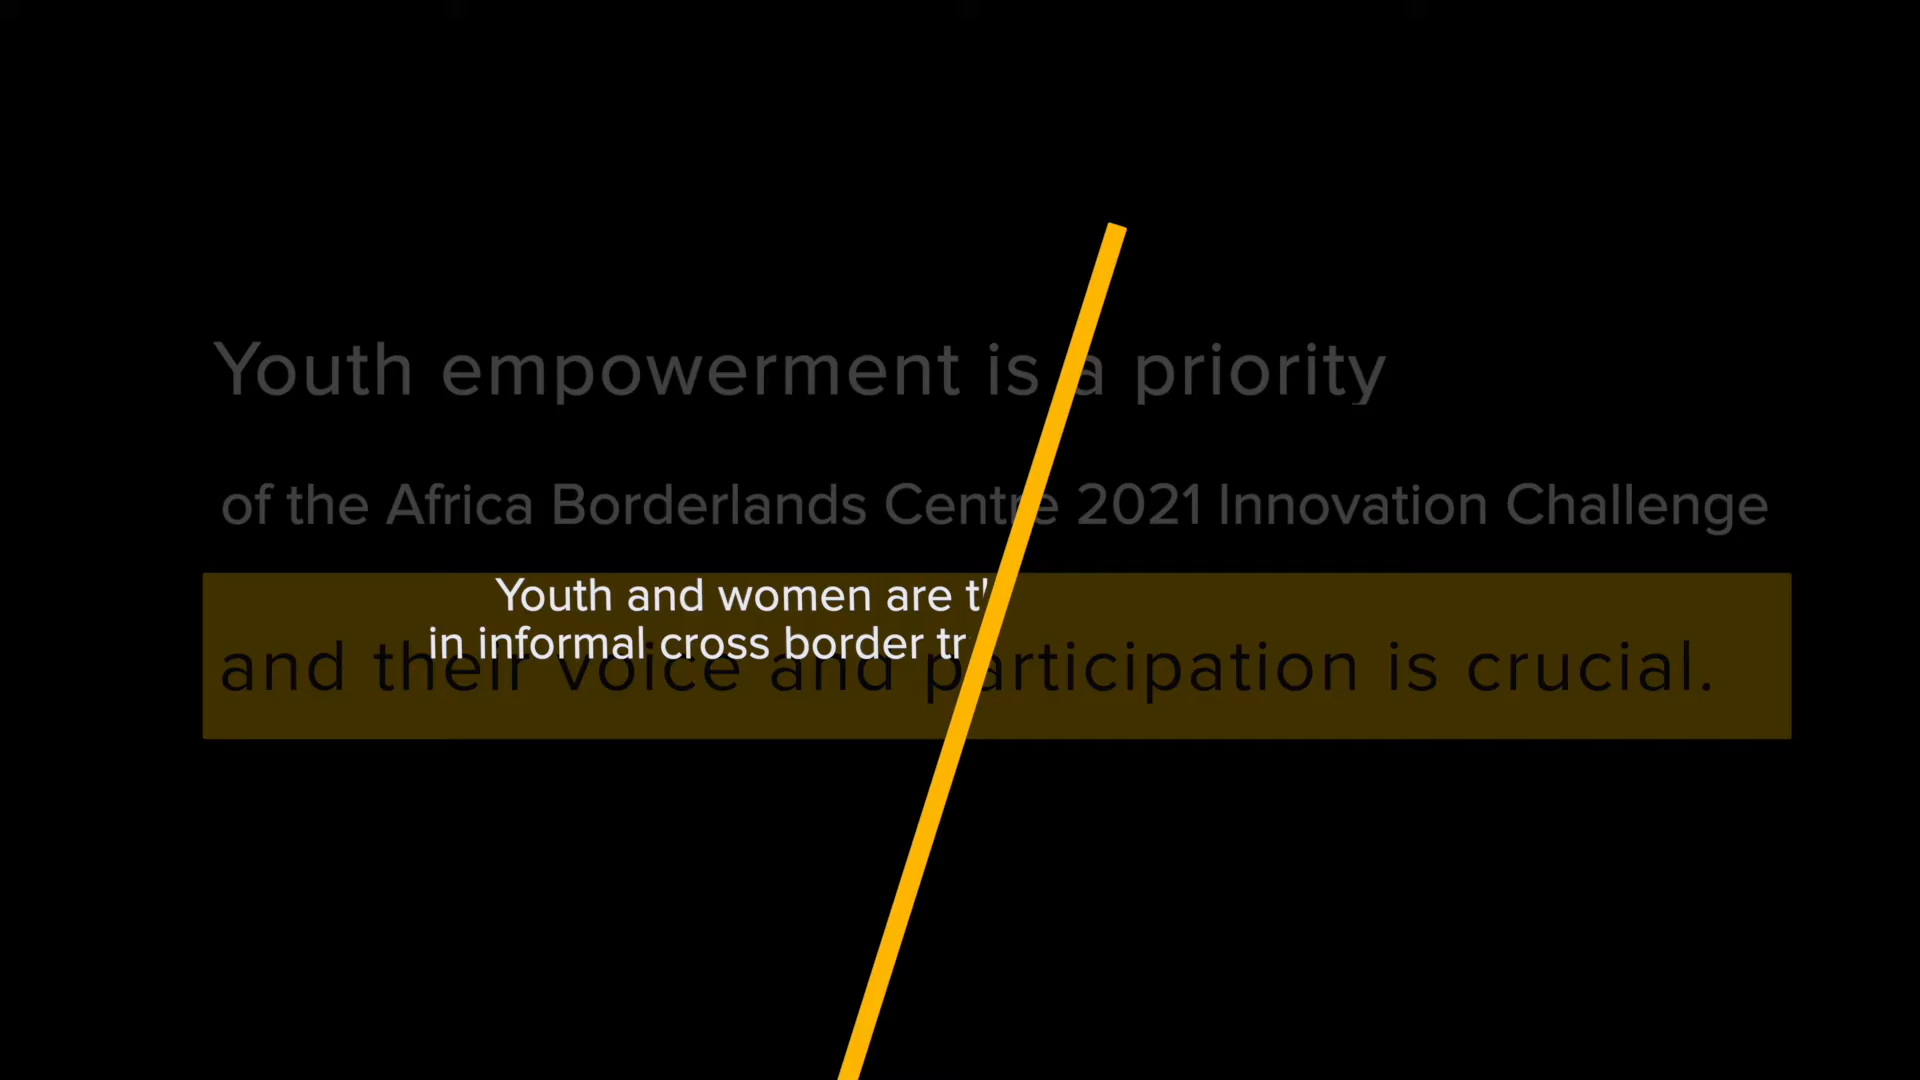 Youth empowerment is a priority
of the Africa Borderlands Centre 2021 Innovation Challenge
Youth and women are
in informal cross border
and their voice and participation is crucial.